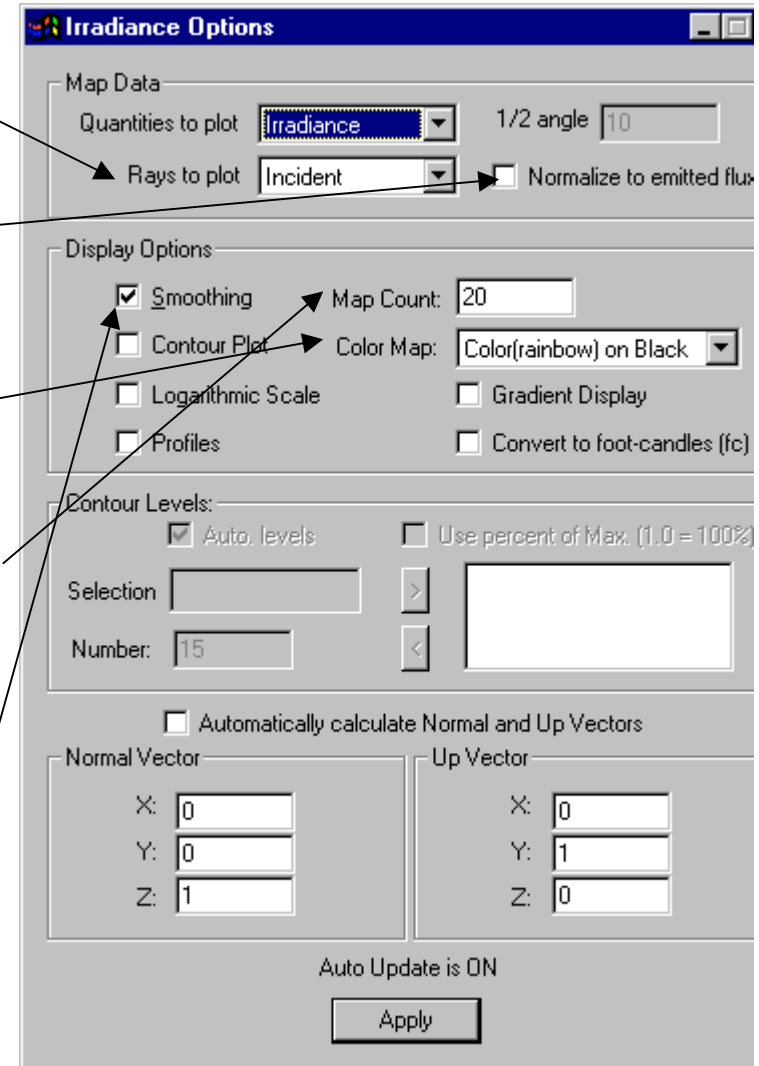 Irradiance Options
Map Data
Quantities to plot Irradiance 1/2 angle 10
Rays to plot Incident Normalize to emitted flux
Display Options
Smoothing Map Count: 20
Contour Plot Color Map: Color(rainbow) on Black
Logarithmic Scale Gradient Display
Profiles Convert to foot-candles (fc)
Contour Levels:
Auto. levels Use percent of Max. (1.0 = 100%)
Selection >
Number: 15 <
Automatically calculate Normal and Up Vectors
Normal Vector Up Vector
X: 0 X: 0
Y: 0 Y: 1
Z: 1 Z: 0
Auto Update is ON
Apply